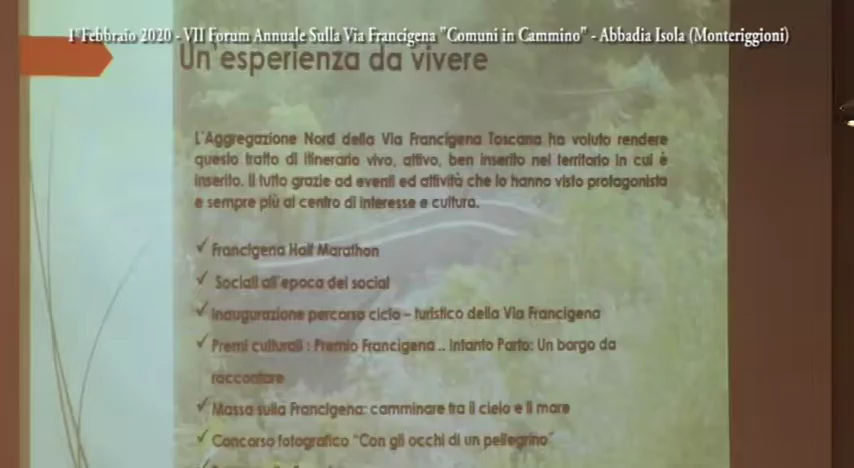 1° Febbraio 2020 - VII Forum Annuale Sulla Via Francigena "Comuni in Cammino" - Abbadia Isola (Monteriggioni)
Un'esperienza da vivere
L'Aggregazione Nord della Via Francigena Toscana ha voluto rendere
questo tratto di itinerario vivo, attivo, ben inserito nel territorio in cui è
inserito. Il tutto grazie ad eventi ed attività che lo hanno visto protagonista
e sempre più al centro di interesse e cultura.
✓ Francigena Half Marathon
✓ Sociali all'epoca dei social
✓ Inaugurazione percorso ciclo – turistico della Via Francigena
✓ Premi culturali : Premio Francigena .. Intanto Parto: Un borgo da
raccontare
✓ Massa sulla Francigena: camminare tra il cielo e il mare
✓ Concorso fotografico "Con gli occhi di un pellegrino"